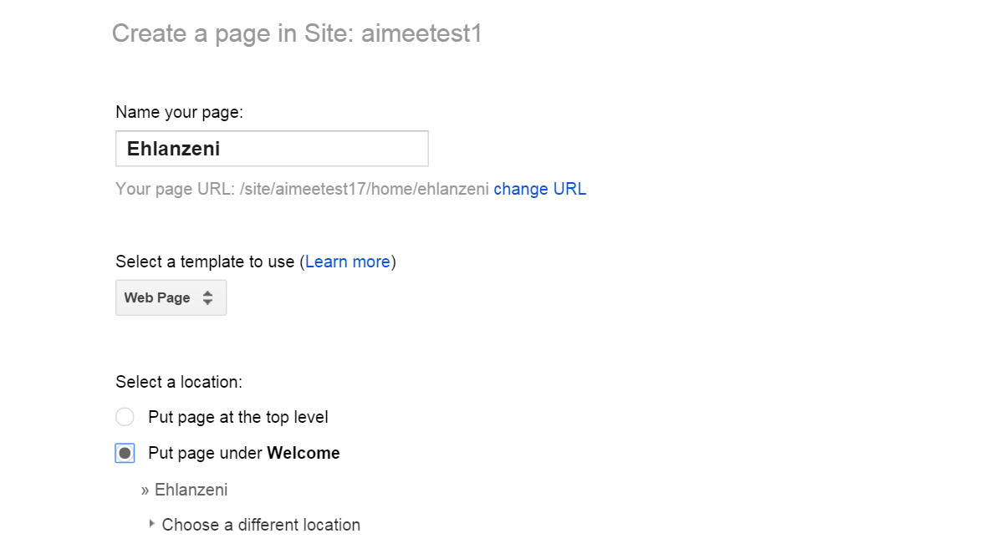 Create a page in Site: aimeetest1
Name your page:
Ehlanzeni
Your page URL: /site/aimeetest17/home/ehlanzeni change URL
Select a template to use (Learn more)
Web Page
Select a location:
Put page at the top level
Put page under Welcome
» Ehlanzeni
Choose a different location